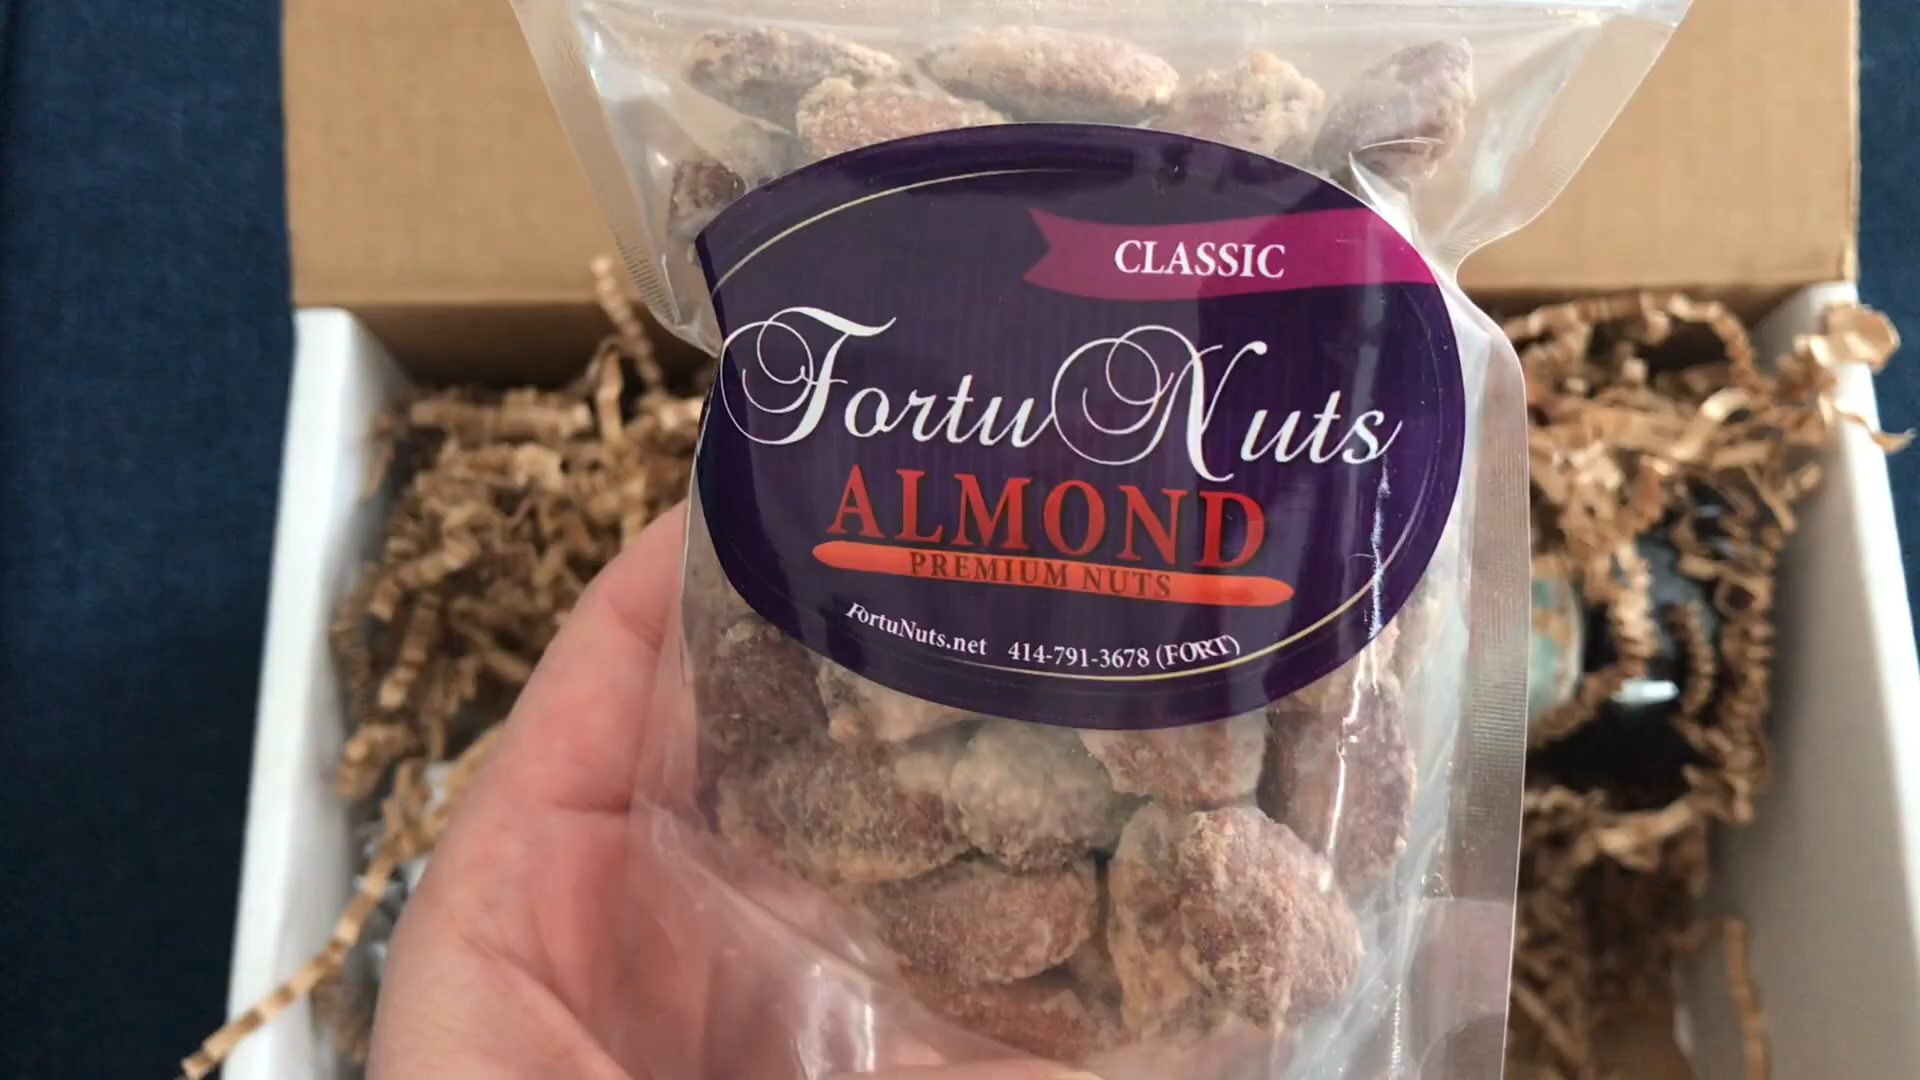 CLASSIC
FortuNuts
ALMOND
PREMIUM NUTS
FortuNuts.net 414-791-3678 (FORT)